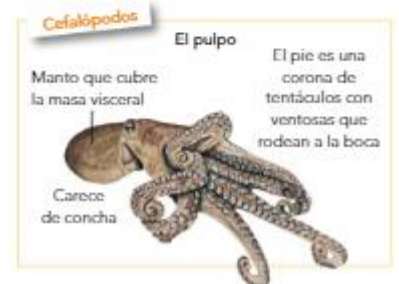 Cefalópodos
El pulpo
Manto que cubre
la masa visceral
El pie es una
corona de
tentáculos con
ventosas que
rodean a la boca
Carece
de concha